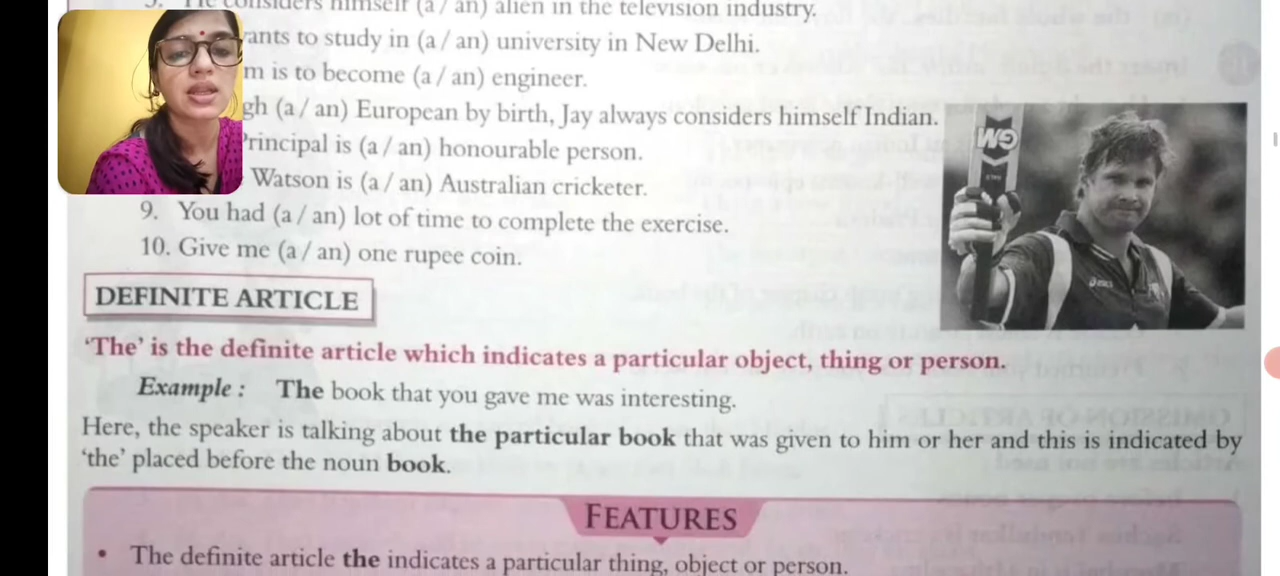 considers himself (a / an) alien in the television industry.
wants to study in (a / an) university in New Delhi.
m is to become (a / an) engineer.
gh (a / an) European by birth, Jay always considers himself Indian.
Principal is (a / an) honourable person.
Watson is (a / an) Australian cricketer.
9. You had (a / an) lot of time to complete the exercise.
10. Give me (a / an) one rupee coin.
GM
DEFINITE ARTICLE
'The' is the definite article which indicates a particular object, thing or person.
Example : The book that you gave me was interesting.
Here, the speaker is talking about the particular book that was given to him or her and this is indicated by
'the' placed before the noun book.
FEATURES
• The definite article the indicates a particular thing, object or person.